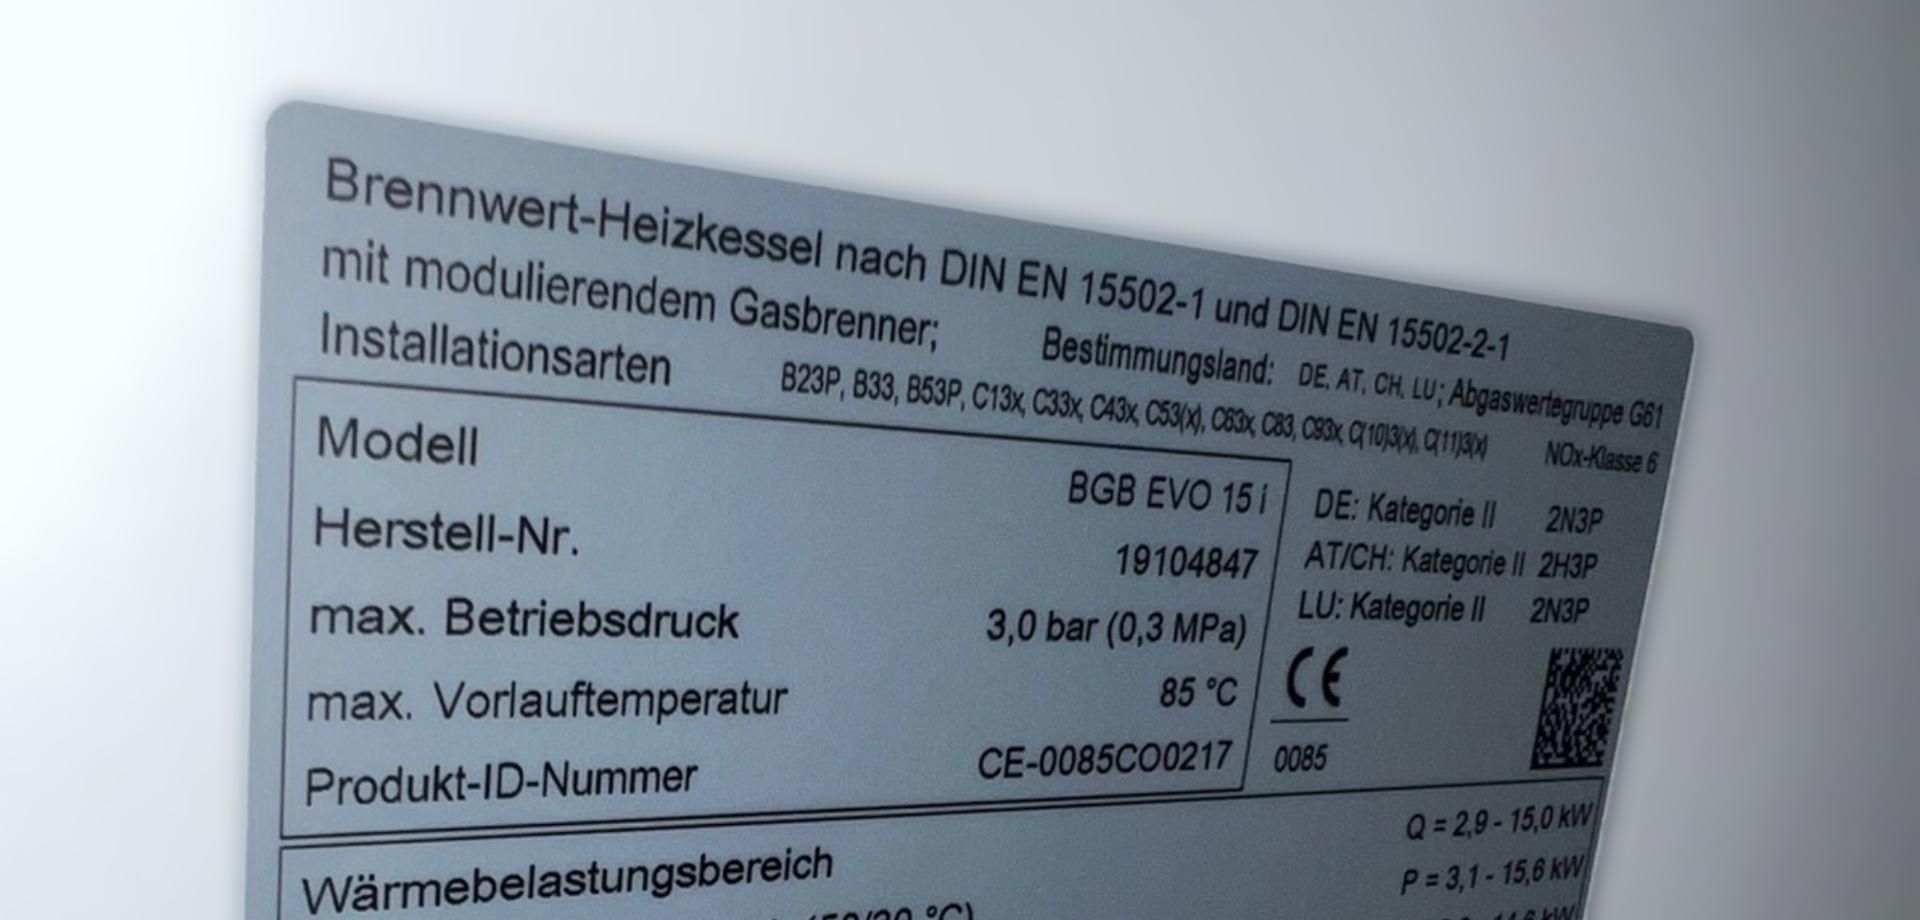 Brennwert-Heizkessel nach DIN EN 15502-1 und DIN EN 15502-2-1
mit modulierendem Gasbrenner; Bestimmungsland: DE, AT, CH, LU; Abgaswertegruppe G61
Installationsarten B23P, B33, B53P, C13x, C33x, C43x, C53(x), C63x, C83, C93x, C(10)3(x), C(11)3(x) NOx-Klasse 6
Modell BGB EVO 15 i
Herstell-Nr. 19104847
max. Betriebsdruck 3,0 bar (0,3 MPa)
max. Vorlauftemperatur 85 °C
Produkt-ID-Nummer CE-0085CO0217
DE: Kategorie II 2N3P
AT/CH: Kategorie II 2H3P
LU: Kategorie II 2N3P
CE
0085
Wärmebelastungsbereich Q = 2,9 - 15,0 kW
P = 3,1 - 15,6 kW